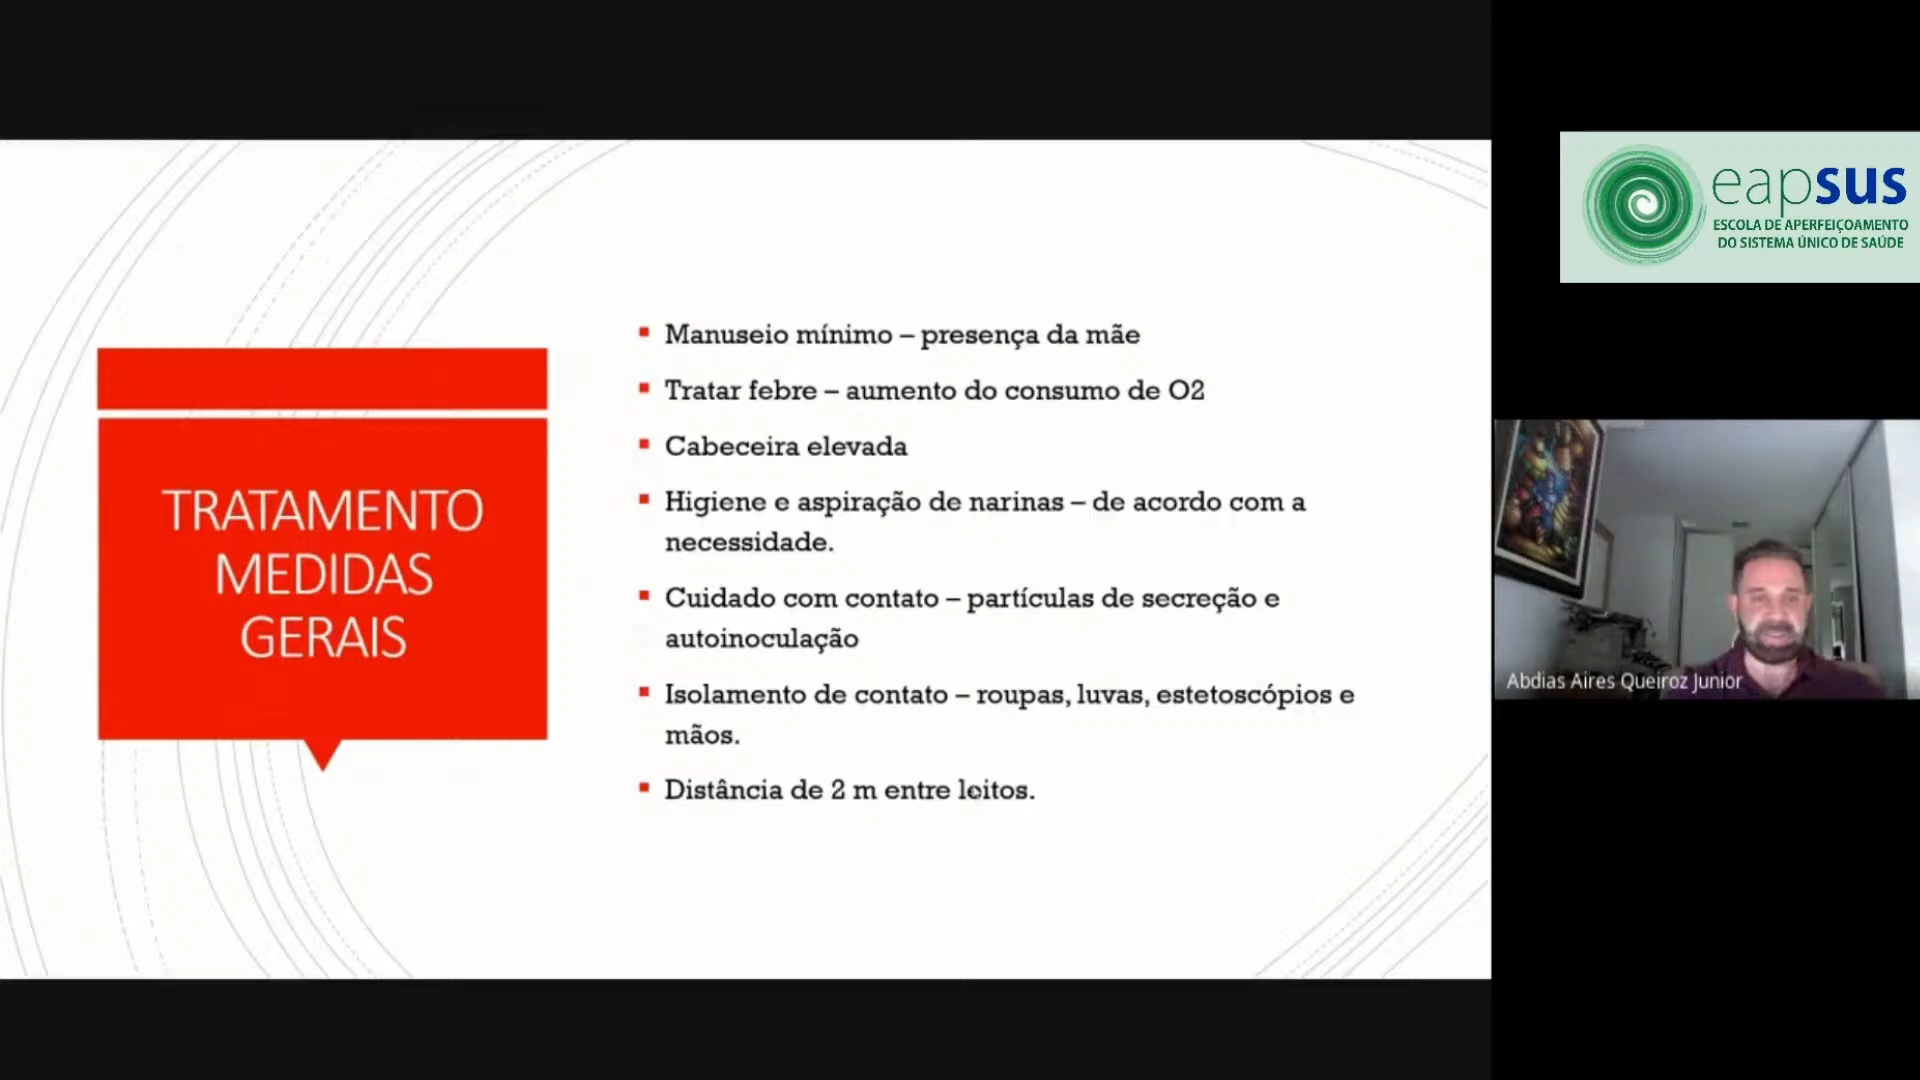 TRATAMENTO
MEDIDAS
GERAIS
▪ Manuseio mínimo – presença da mãe
▪ Tratar febre – aumento do consumo de O2
▪ Cabeceira elevada
▪ Higiene e aspiração de narinas – de acordo com a
necessidade.
▪ Cuidado com contato – partículas de secreção e
autoinoculação
▪ Isolamento de contato – roupas, luvas, estetoscópios e
mãos.
▪ Distância de 2 m entre leitos.
eapsus
ESCOLA DE APERFEIÇOAMENTO
DO SISTEMA ÚNICO DE SAÚDE
Abdias Aires Queiroz Junior